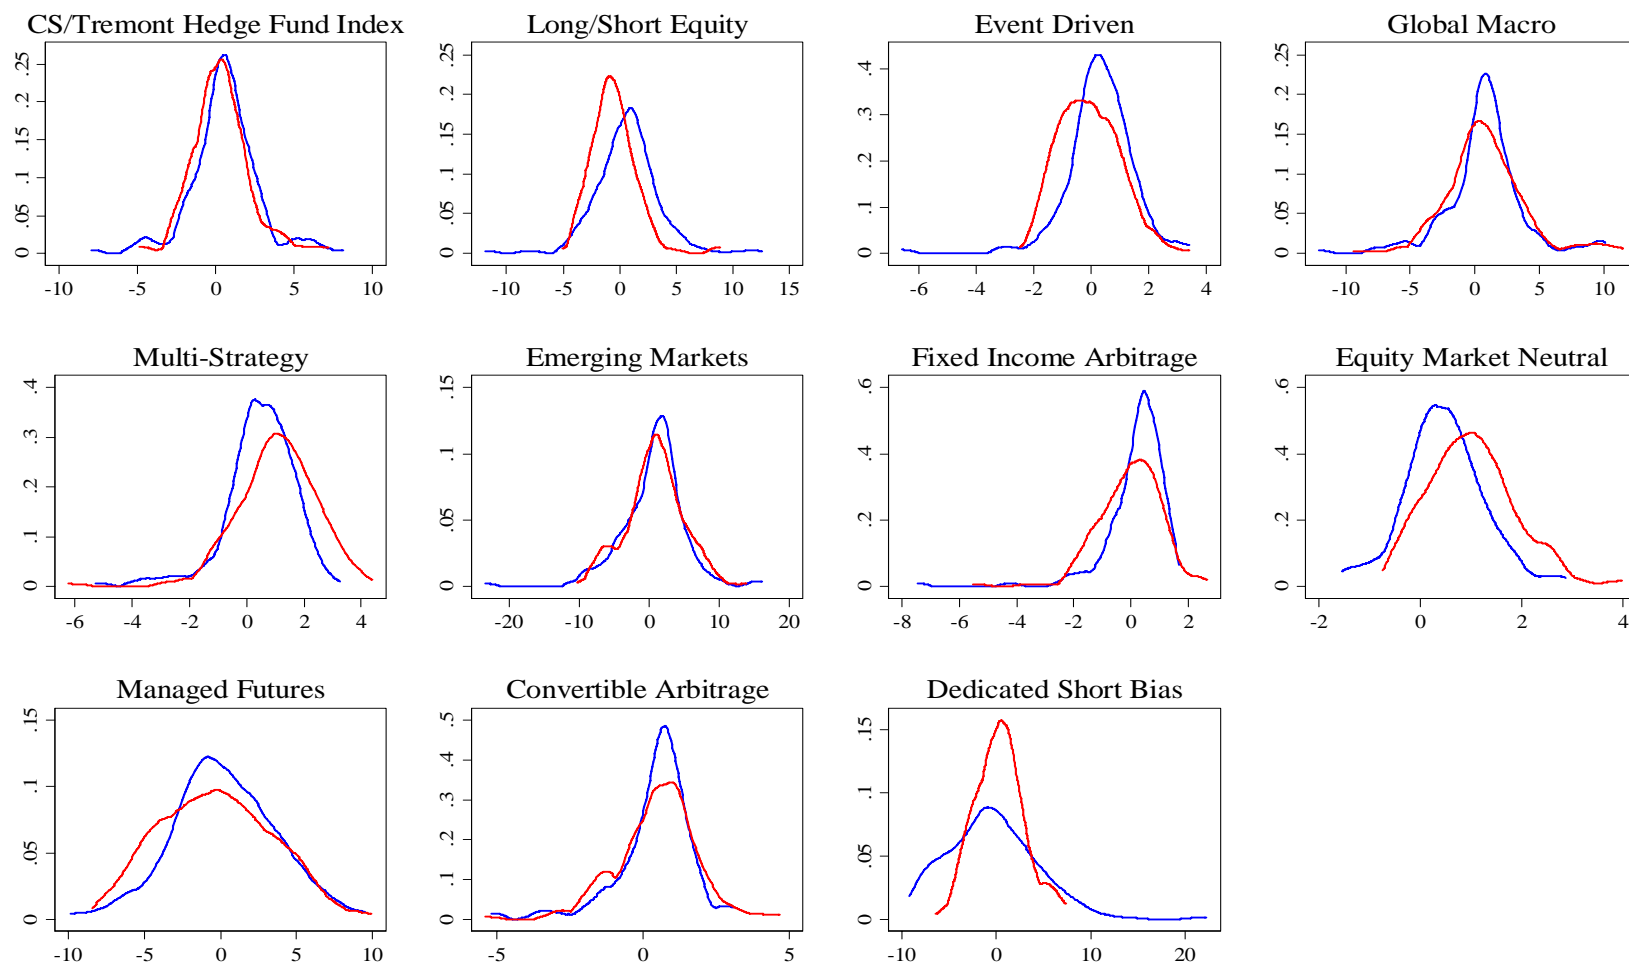 CS/Tremont Hedge Fund Index Long/Short Equity Event Driven Global Macro
0 .05 .1 .15 .2 .25 0 .05 .1 .15 .2 .25 0 .1 .2 .3 .4 0 .05 .1 .15 .2 .25
-10 -5 0 5 10 -10 -5 0 5 10 15 -6 -4 -2 0 2 4 -10 -5 0 5 10
Multi-Strategy Emerging Markets Fixed Income Arbitrage Equity Market Neutral
0 .1 .2 .3 .4 0 .05 .1 .15 0 .2 .4 .6 0 .2 .4 .6
-6 -4 -2 0 2 4 -20 -10 0 10 20 -8 -6 -4 -2 0 2 -2 0 2 4
Managed Futures Convertible Arbitrage Dedicated Short Bias
0 .05 .1 .15 0 .1 .2 .3 .4 .5 0 .05 .1 .15
-10 -5 0 5 10 -5 0 5 -10 0 10 20